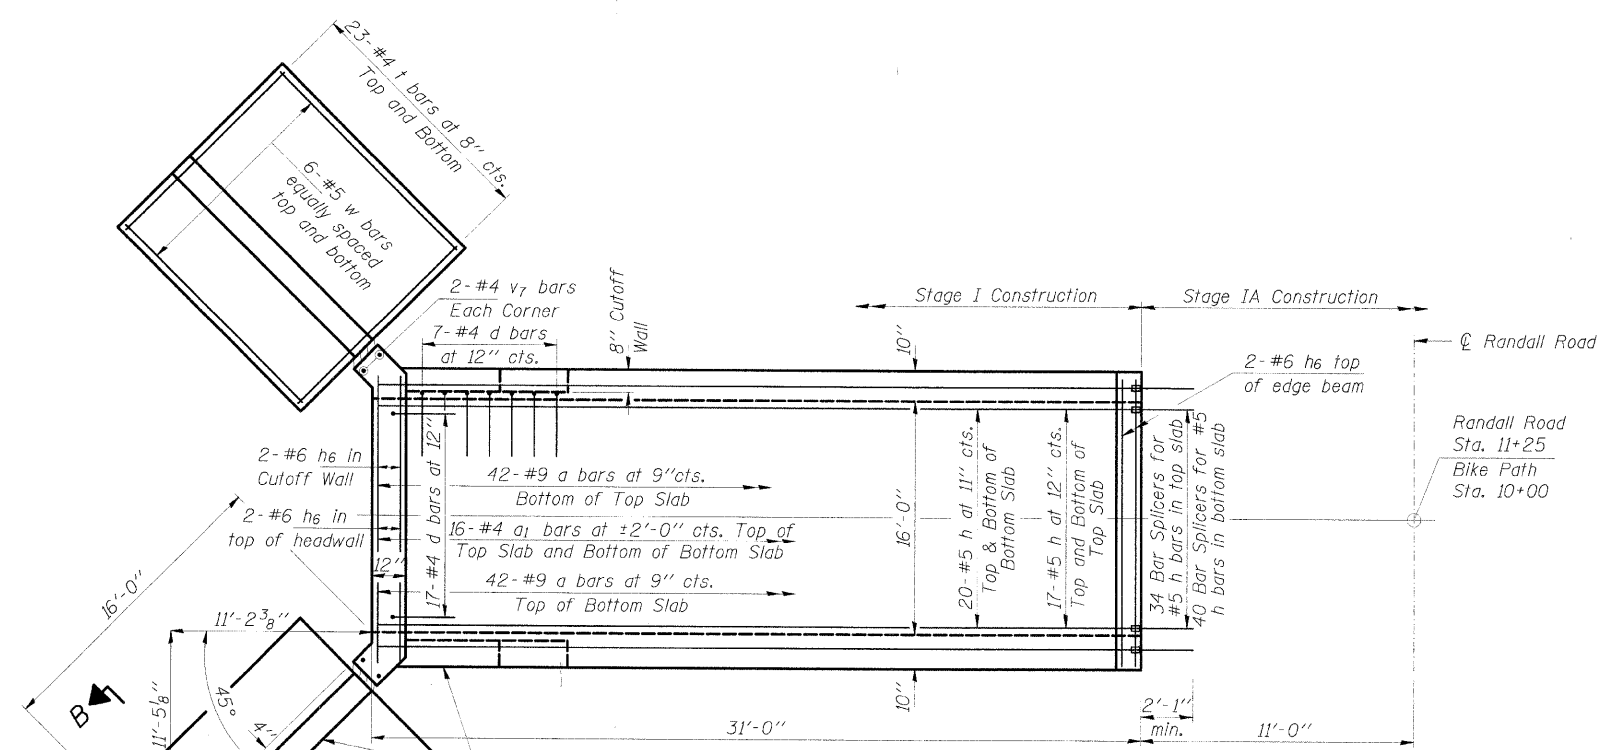 23-#4 t bars at 8" cts.
Top and Bottom
6-#5 w bars
equally spaced
top and bottom
2-#4 v7 bars
Each Corner
7-#4 d bars
at 12" cts.
8" Cutoff
Wall
10"
Stage I Construction
Stage IA Construction
℄ Randall Road
2-#6 h6 top
of edge beam
Randall Road
Sta. 11+25
Bike Path
Sta. 10+00
2-#6 h6 in
Cutoff Wall
2-#6 h6 in
top of headwall
12"
17-#4 d bars at 12"
42-#9 a bars at 9"cts.
Bottom of Top Slab
16-#4 a1 bars at ±2'-0" cts. Top of
Top Slab and Bottom of Bottom Slab
42-#9 a bars at 9" cts.
Top of Bottom Slab
16'-0"
20-#5 h at 11" cts.
Top & Bottom of
Bottom Slab
17-#5 h at 12" cts.
Top and Bottom of
Top Slab
34 Bar Splicers for
#5 h bars in top slab
40 Bar Splicers for #5
h bars in bottom slab
16'-0"
11'-2 3/8"
B
11'-5 1/8"
45°
4"
10"
31'-0"
2'-1"
min.
11'-0"